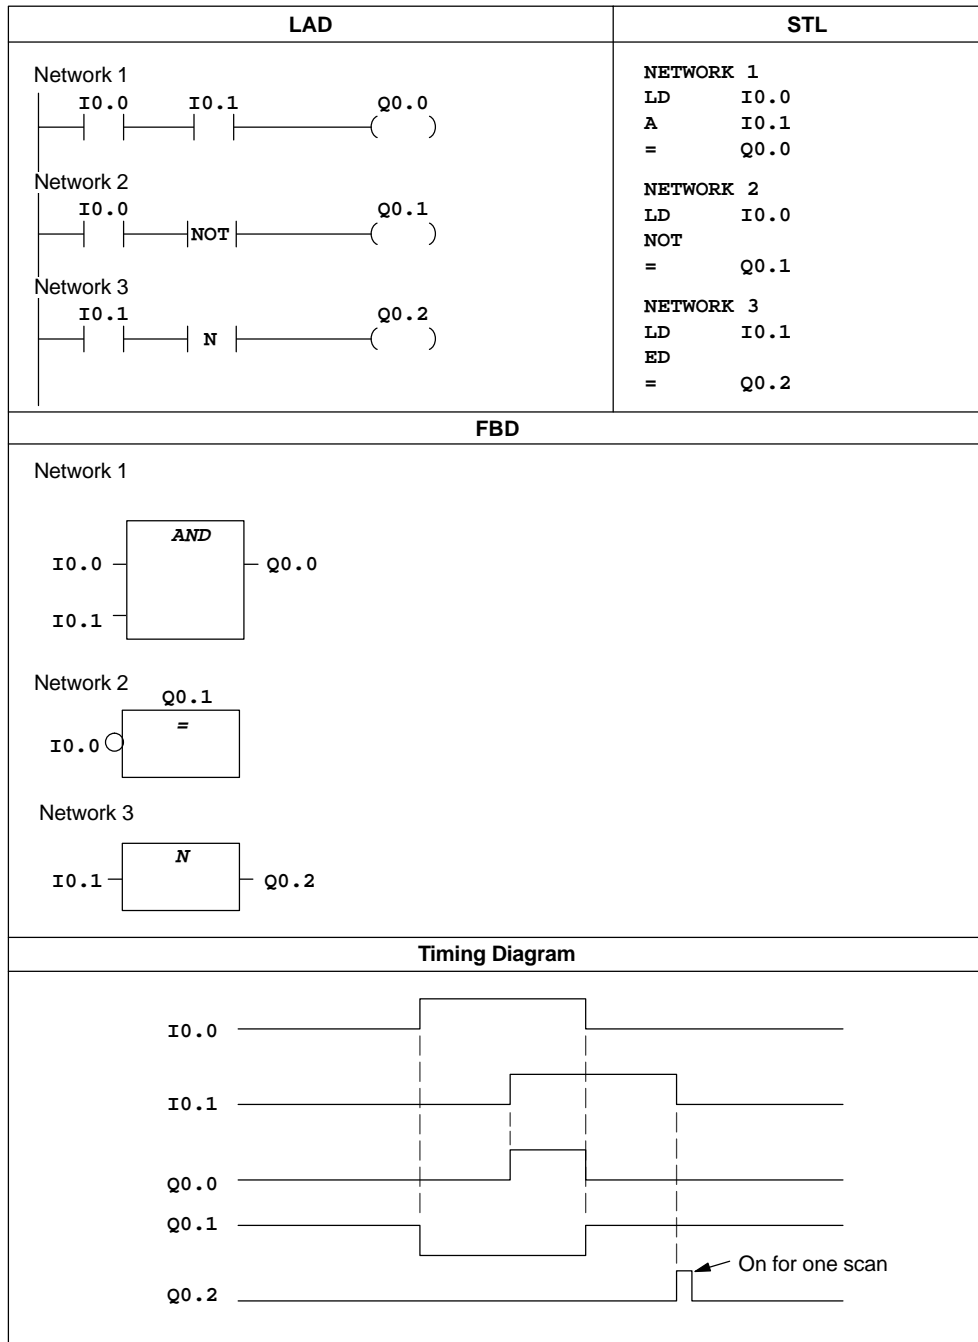 LAD
STL
Network 1
I0.0 I0.1 Q0.0
Network 2
I0.0 Q0.1
NOT
Network 3
I0.1 Q0.2
N
NETWORK 1
LD I0.0
A I0.1
= Q0.0
NETWORK 2
LD I0.0
NOT
= Q0.1
NETWORK 3
LD I0.1
ED
= Q0.2
FBD
Network 1
AND
I0.0 Q0.0
I0.1
Network 2
Q0.1
=
I0.0
Network 3
N
I0.1 Q0.2
Timing Diagram
I0.0
I0.1
Q0.0
Q0.1
On for one scan
Q0.2